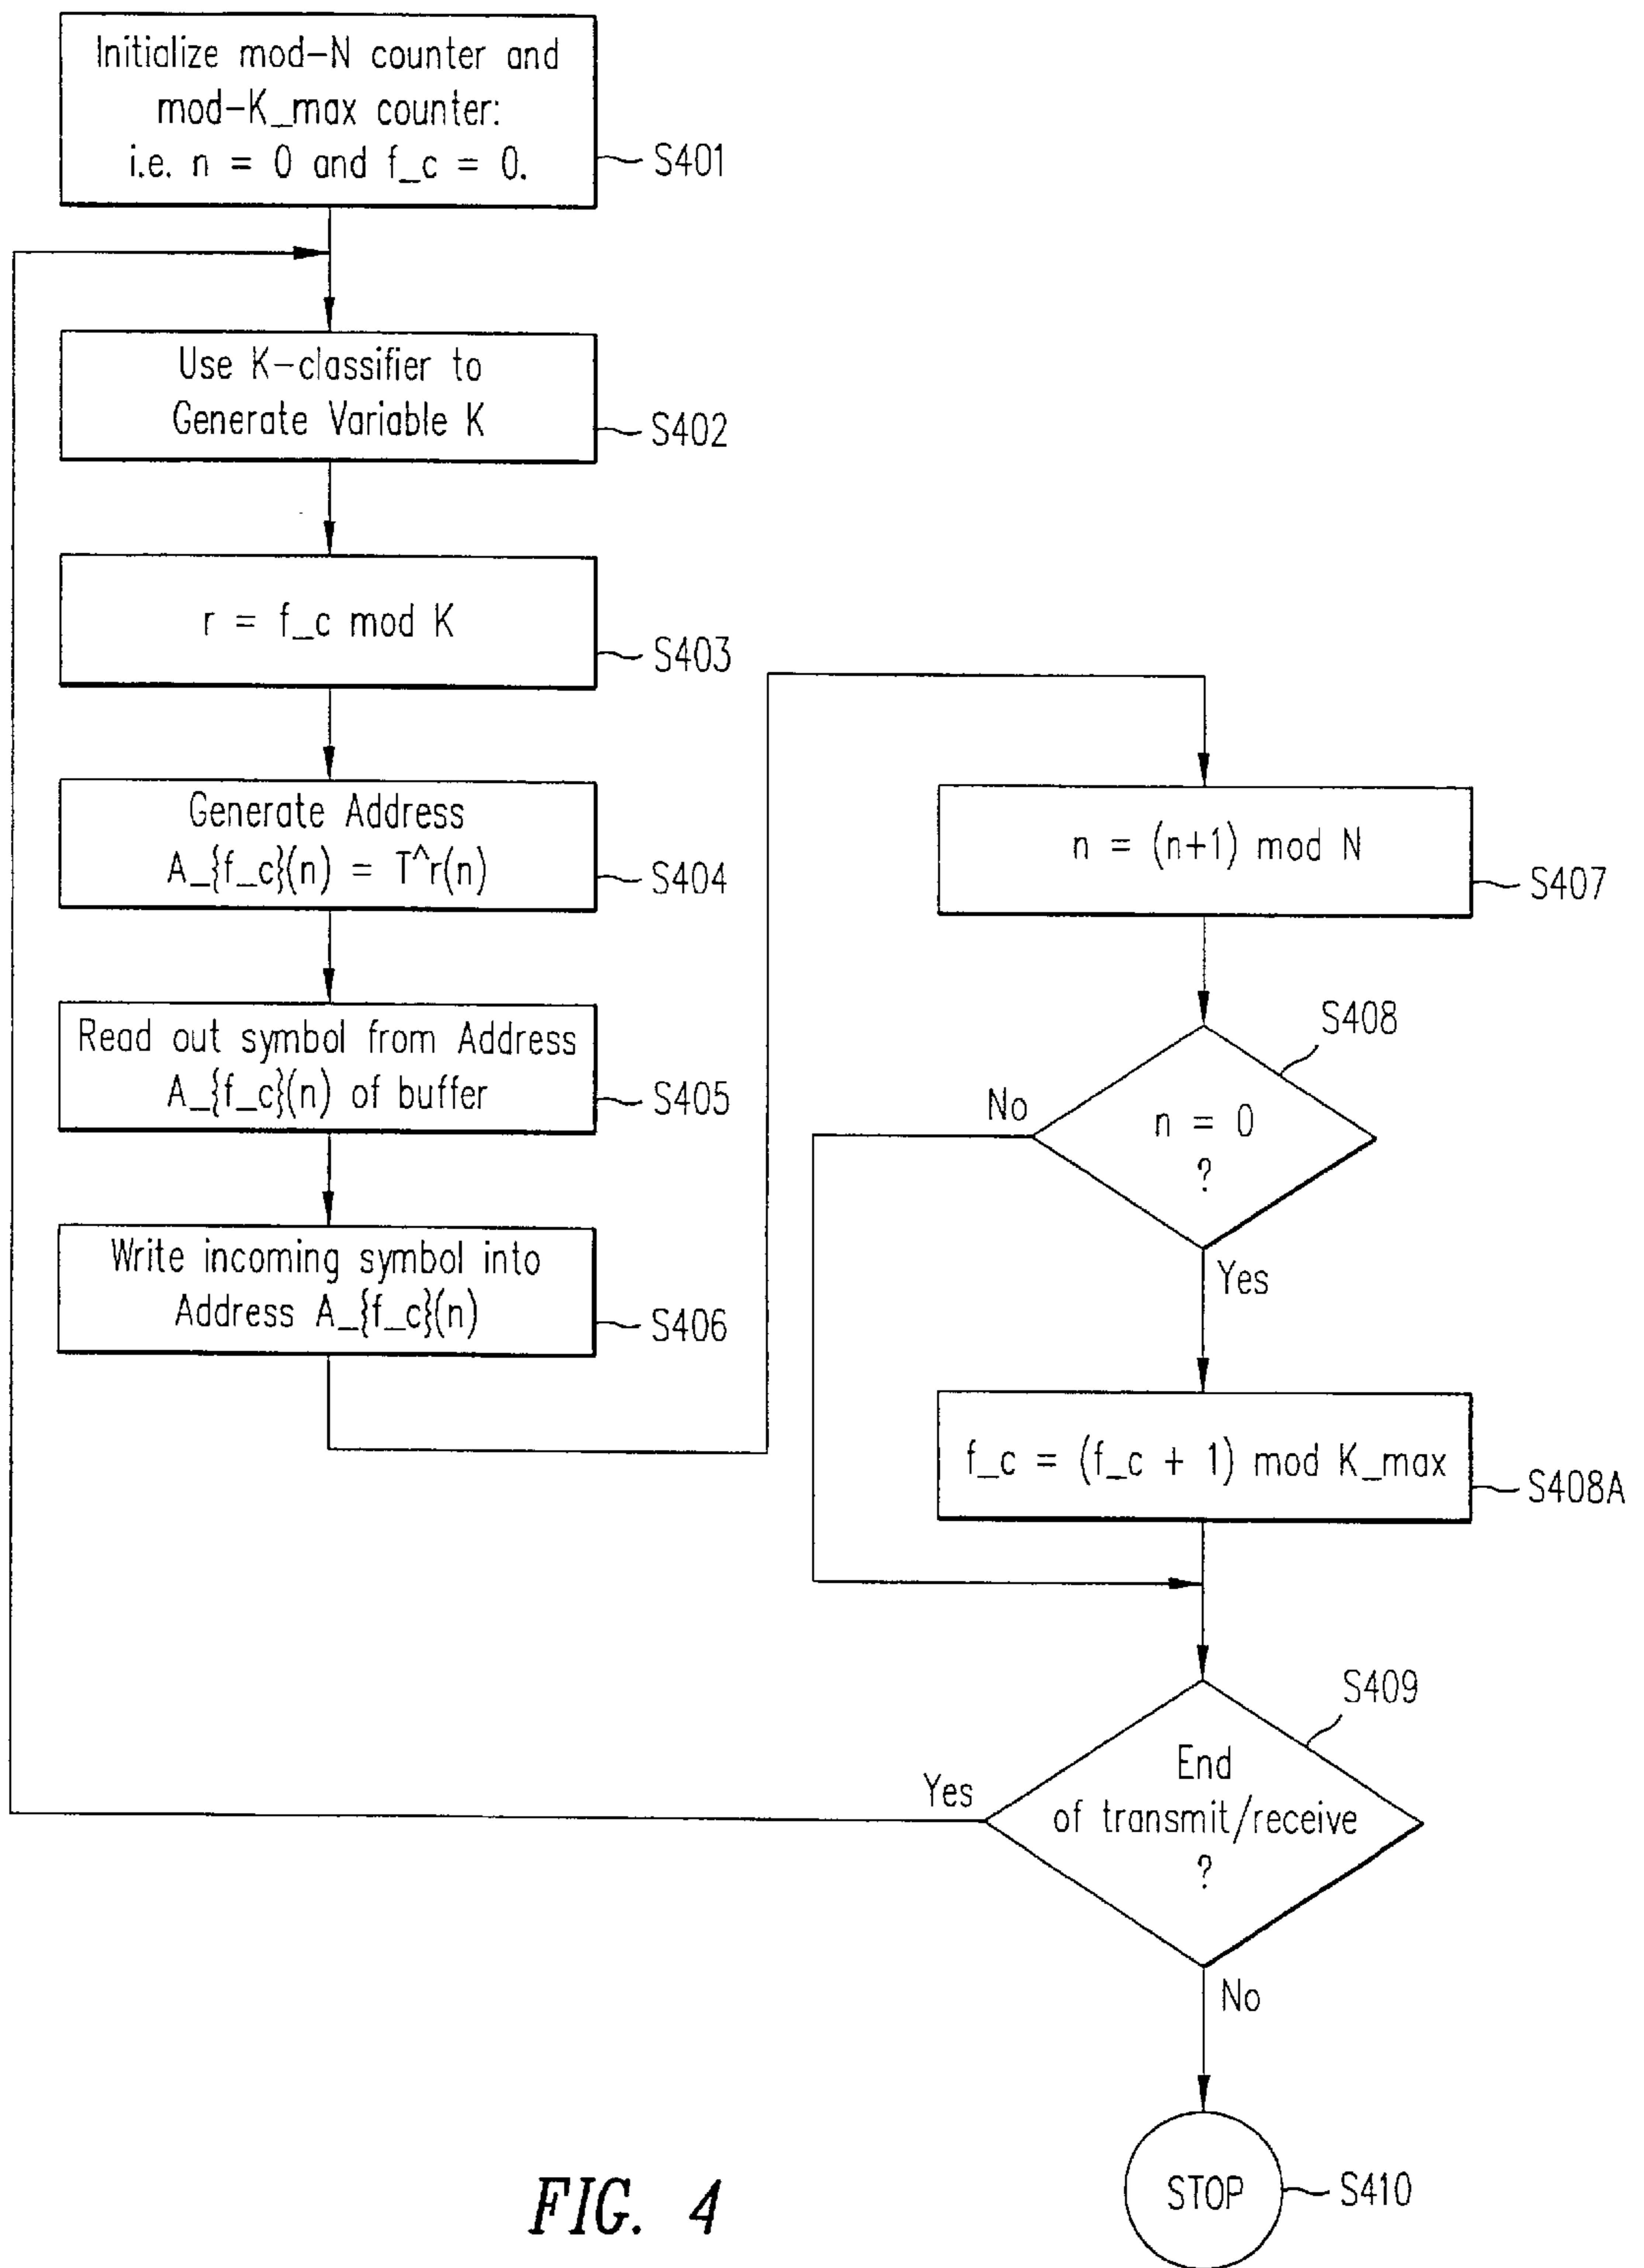 Initialize mod-N counter and
mod-K_max counter:
i.e. n = 0 and f_c = 0.
S401
Use K-classifier to
Generate Variable K
S402
r = f_c mod K
S403
Generate Address
A_{f_c}(n) = T^r(n)
S404
Read out symbol from Address
A_{f_c}(n) of buffer
S405
Write incoming symbol into
Address A_{f_c}(n)
S406
n = (n+1) mod N
S407
S408
n = 0
?
No
Yes
f_c = (f_c + 1) mod K_max
S408A
S409
End
of transmit/receive
?
Yes
No
STOP
S410
FIG. 4